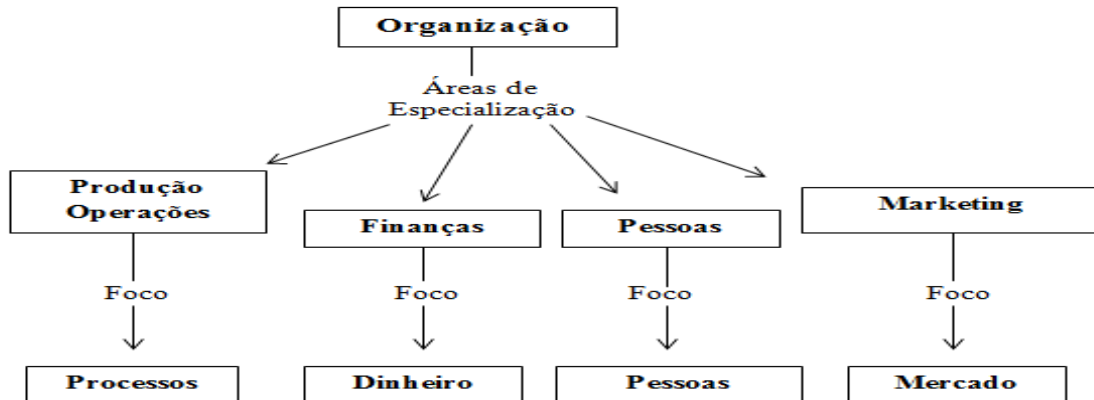 Organização
Áreas de
Especialização
Produção
Operações
Finanças
Pessoas
Marketing
Foco
Foco
Foco
Foco
Processos
Dinheiro
Pessoas
Mercado